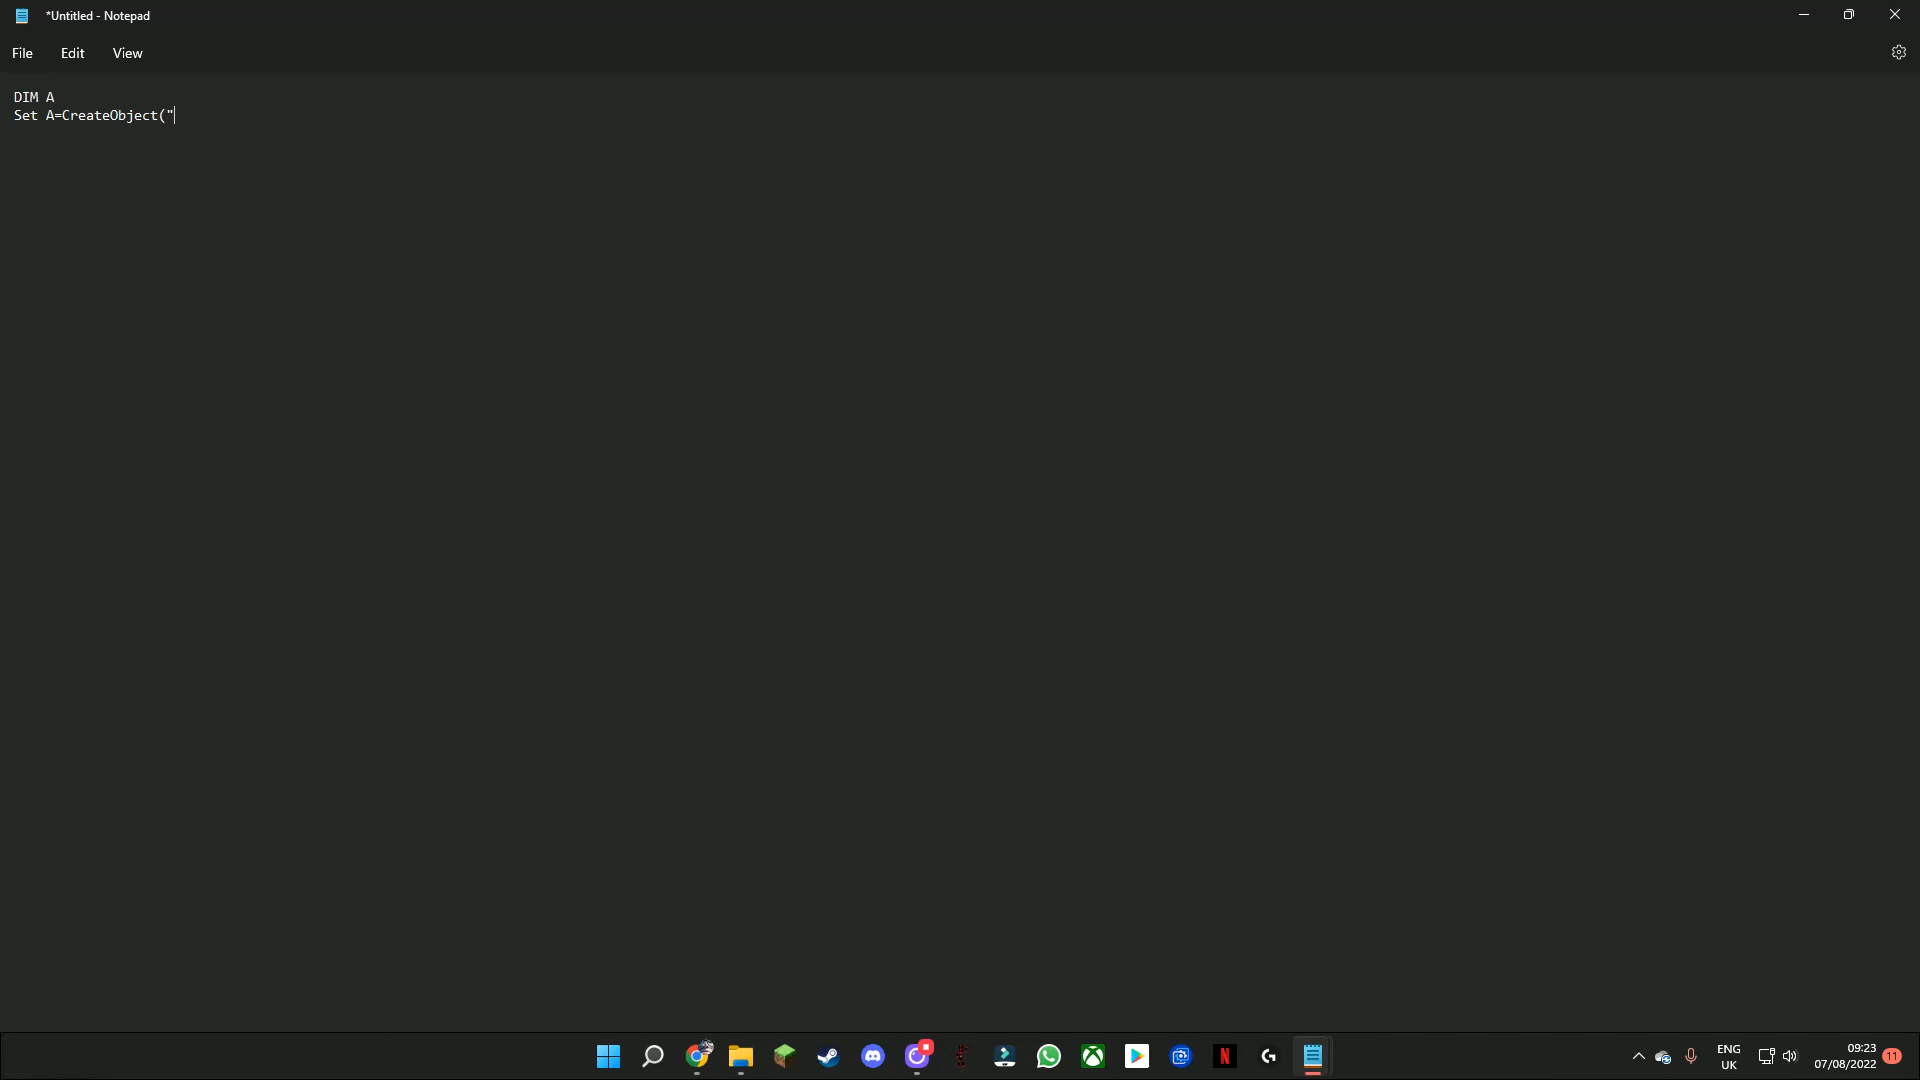 *Untitled - Notepad
File Edit View
DIM A
Set A=CreateObject("
ENG
UK
09:23
07/08/2022
11